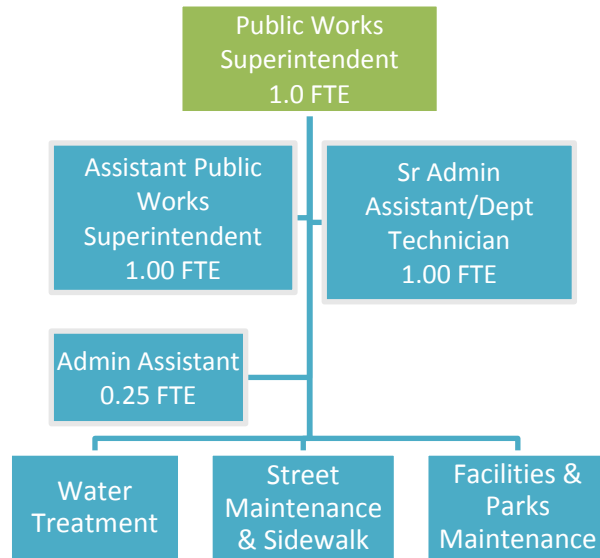 Public Works
Superintendent
1.0 FTE
Assistant Public
Works
Superintendent
1.00 FTE
Sr Admin
Assistant/Dept
Technician
1.00 FTE
Admin Assistant
0.25 FTE
Water
Treatment
Street
Maintenance
& Sidewalk
Facilities &
Parks
Maintenance